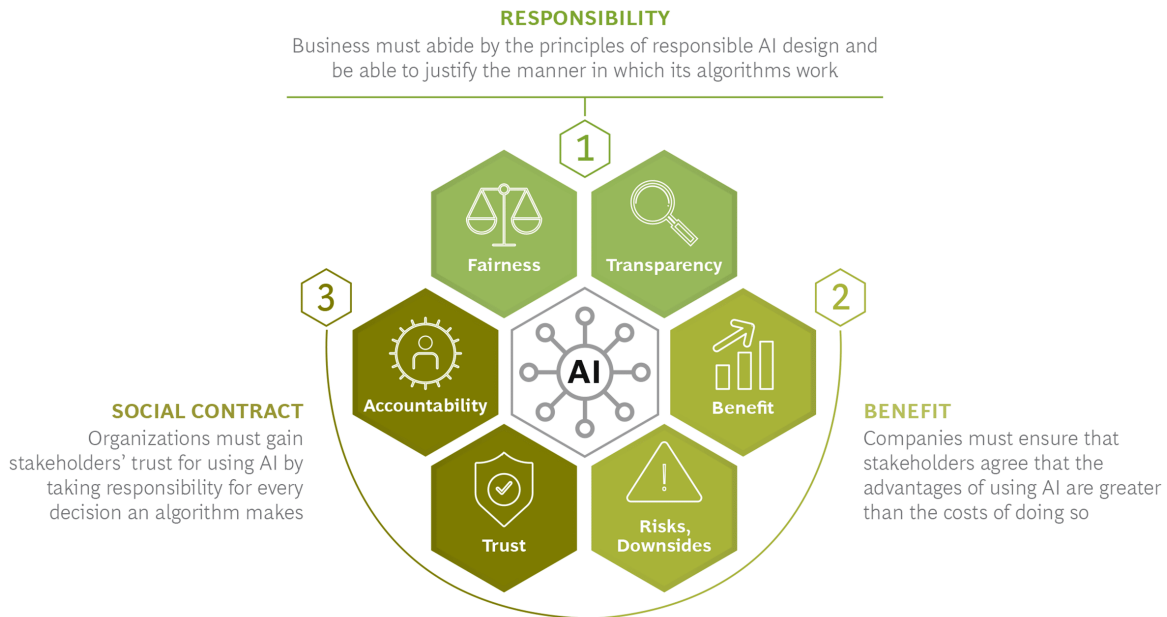 RESPONSIBILITY
Business must abide by the principles of responsible AI design and
be able to justify the manner in which its algorithms work
1
Fairness
Transparency
3
2
Accountability
AI
Benefit
SOCIAL CONTRACT
Organizations must gain
stakeholders’ trust for using AI by
taking responsibility for every
decision an algorithm makes
BENEFIT
Companies must ensure that
stakeholders agree that the
advantages of using AI are greater
than the costs of doing so
Trust
Risks,
Downsides